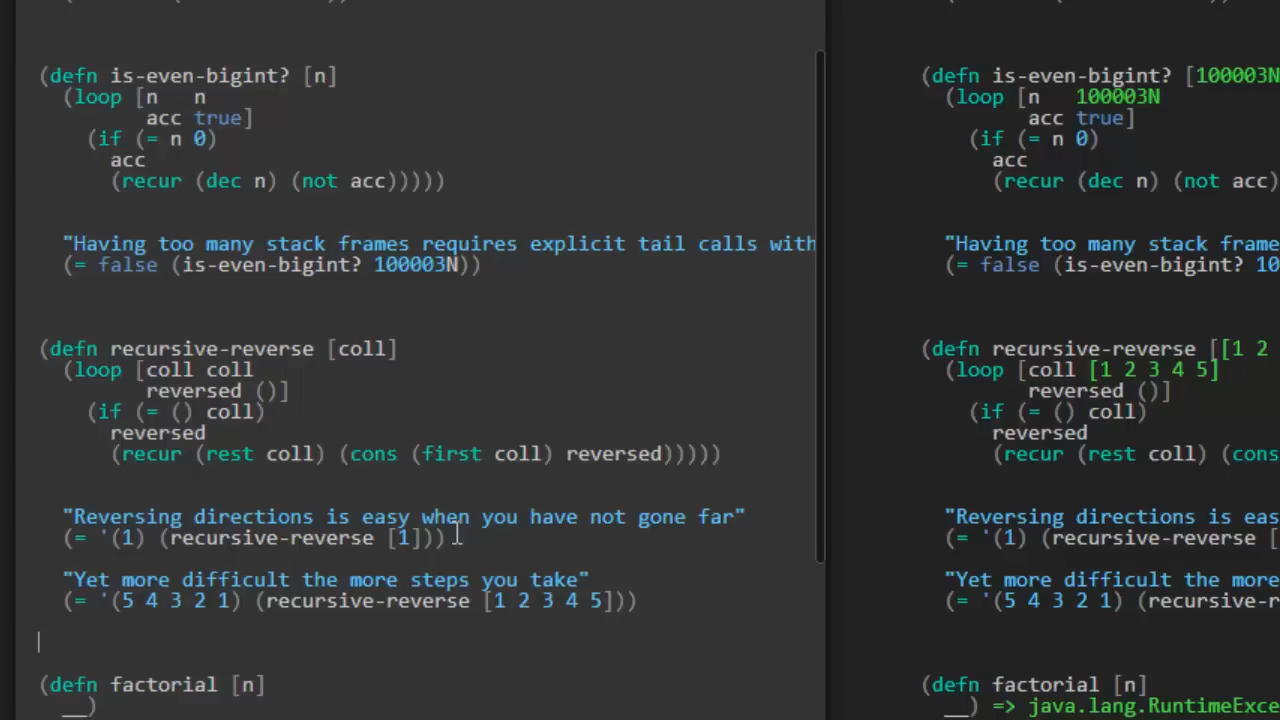 (defn is-even-bigint? [n]
(loop [n   n
acc true]
(if (= n 0)
acc
(recur (dec n) (not acc)))))
"Having too many stack frames requires explicit tail calls with
(= false (is-even-bigint? 100003N))
(defn recursive-reverse [coll]
(loop [coll coll
reversed ()]
(if (= () coll)
reversed
(recur (rest coll) (cons (first coll) reversed)))))
"Reversing directions is easy when you have not gone far"
(= '(1) (recursive-reverse [1]))
"Yet more difficult the more steps you take"
(= '(5 4 3 2 1) (recursive-reverse [1 2 3 4 5]))
(defn factorial [n]
__)
(defn is-even-bigint? [100003N
(loop [n   100003N
acc true]
(if (= n 0)
acc
(recur (dec n) (not acc)
"Having too many stack frame
(= false (is-even-bigint? 10
(defn recursive-reverse [[1 2
(loop [coll [1 2 3 4 5]
reversed ()]
(if (= () coll)
reversed
(recur (rest coll) (cons
"Reversing directions is eas
(= '(1) (recursive-reverse [
"Yet more difficult the more
(= '(5 4 3 2 1) (recursive-r
(defn factorial [n]
__) => java.lang.RuntimeExce